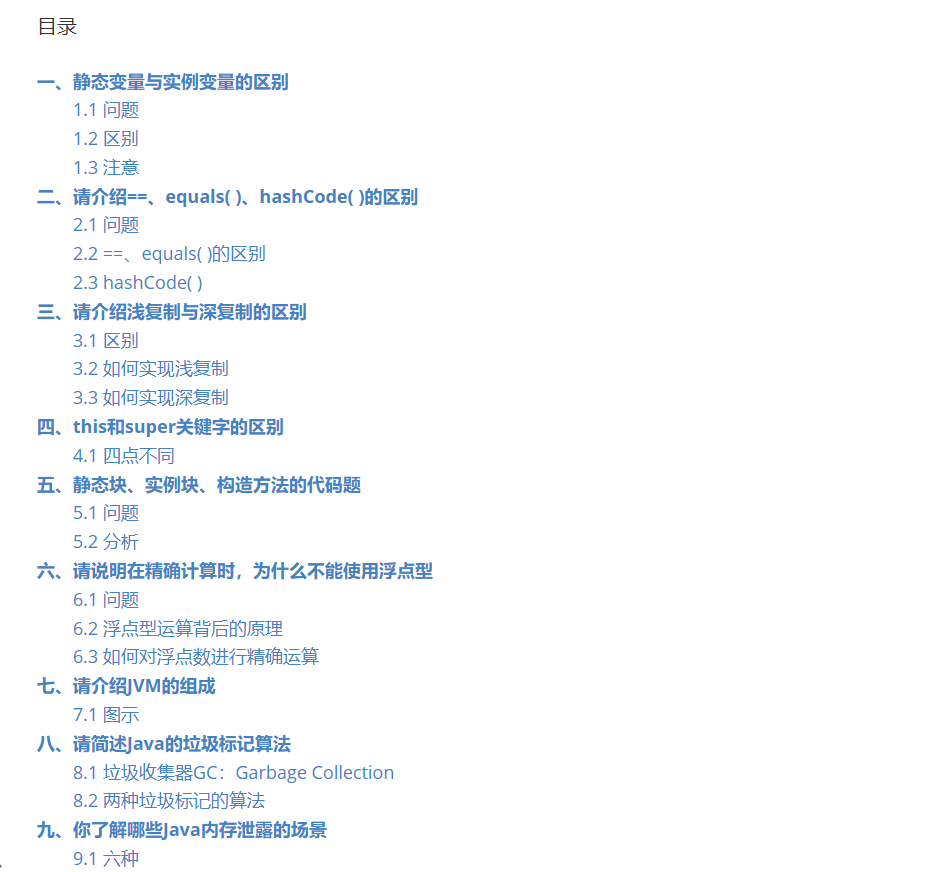 目录
一、静态变量与实例变量的区别
1.1 问题
1.2 区别
1.3 注意
二、请介绍==、equals( )、hashCode( )的区别
2.1 问题
2.2 ==、equals( )的区别
2.3 hashCode( )
三、请介绍浅复制与深复制的区别
3.1 区别
3.2 如何实现浅复制
3.3 如何实现深复制
四、this和super关键字的区别
4.1 四点不同
五、静态块、实例块、构造方法的代码题
5.1 问题
5.2 分析
六、请说明在精确计算时，为什么不能使用浮点型
6.1 问题
6.2 浮点型运算背后的原理
6.3 如何对浮点数进行精确运算
七、请介绍JVM的组成
7.1 图示
八、请简述Java的垃圾标记算法
8.1 垃圾收集器GC：Garbage Collection
8.2 两种垃圾标记的算法
九、你了解哪些Java内存泄露的场景
9.1 六种